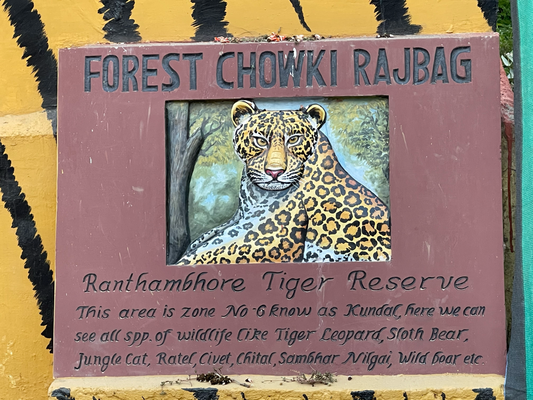 FOREST CHOWKI RAJBAG
Ranthambhore Tiger Reserve
This area is zone No-6 know as Kundal, here we can
see all spp. of wildlife Like Tiger Leopard, Sloth Bear,
Jungle Cat, Ratel, Civet, Chital, Sambhar Nilgai, Wild boar etc.